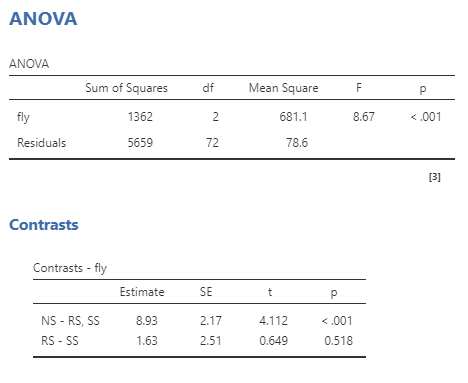 ANOVA
ANOVA
Sum of Squares df Mean Square F p
fly 1362 2 681.1 8.67 < .001
Residuals 5659 72 78.6
[3]
Contrasts
Contrasts - fly
Estimate SE t p
NS - RS, SS 8.93 2.17 4.112 < .001
RS - SS 1.63 2.51 0.649 0.518